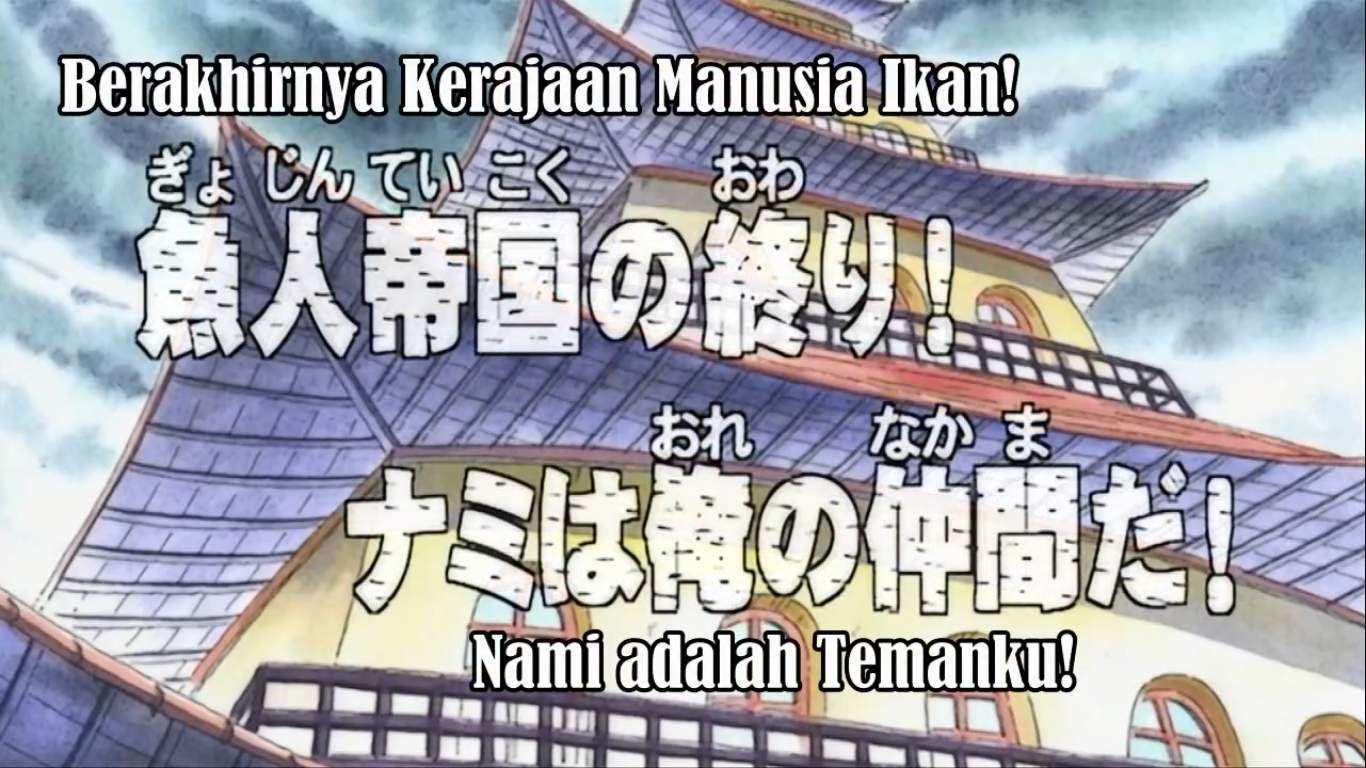 Berakhirnya Kerajaan Manusia Ikan!
ぎょ じん てい こく おわ
魚人帝国の終り!
おれ なか ま
ナミは俺の仲間だ!
Nami adalah Temanku!